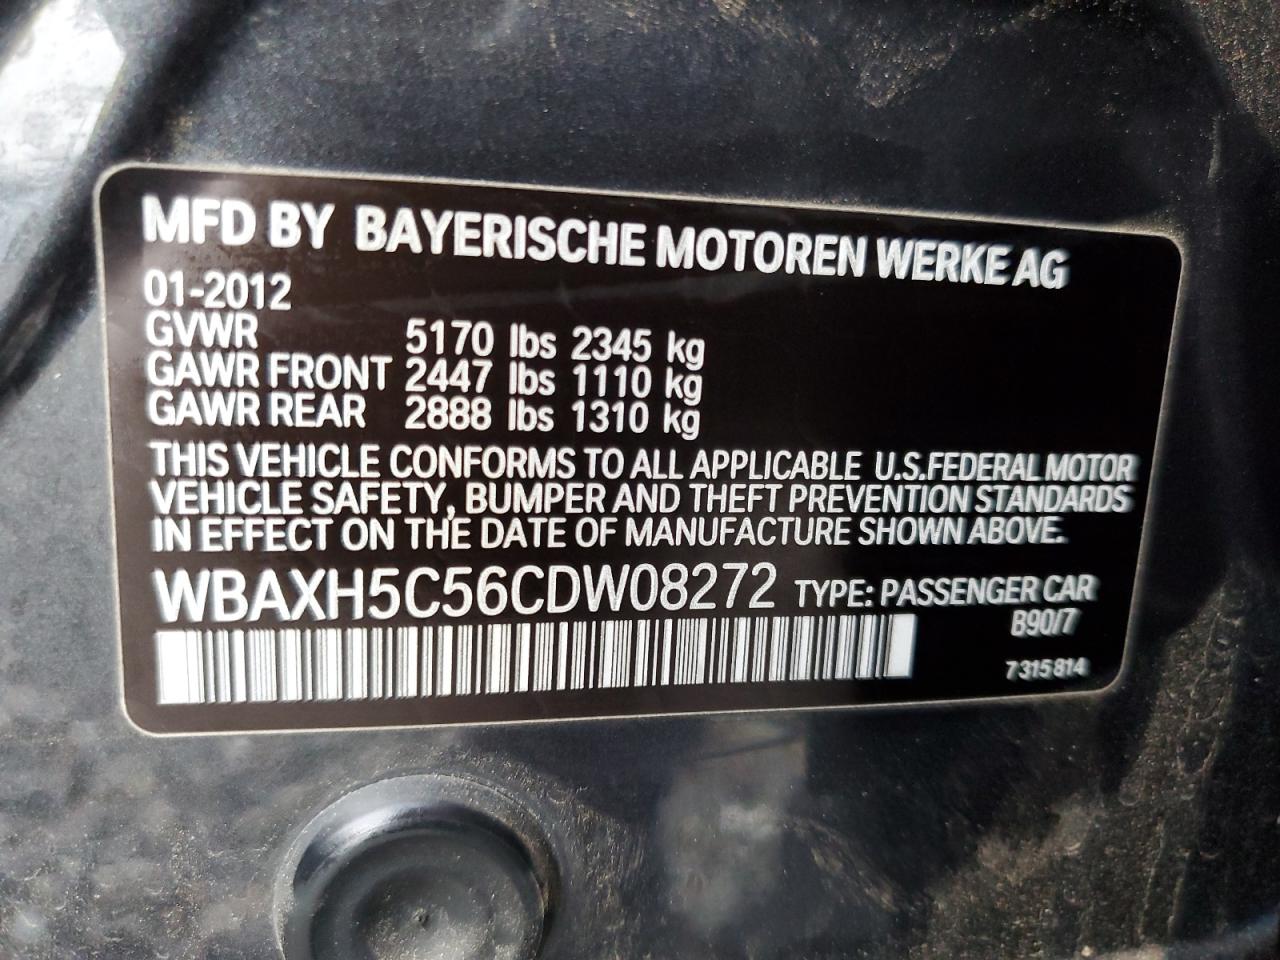 MFD BY BAYERISCHE MOTOREN WERKE AG
01-2012
GVWR 5170 lbs 2345 kg
GAWR FRONT 2447 lbs 1110 kg
GAWR REAR 2888 lbs 1310 kg
THIS VEHICLE CONFORMS TO ALL APPLICABLE U.S.FEDERAL MOTOR
VEHICLE SAFETY, BUMPER AND THEFT PREVENTION STANDARDS
IN EFFECT ON THE DATE OF MANUFACTURE SHOWN ABOVE.
WBAXH5C56CDW08272 TYPE: PASSENGER CAR
B90/7
7 315 814